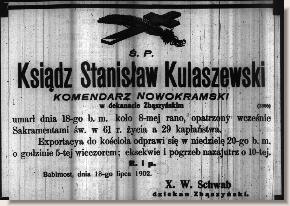 Ś. P.
Ksiądz Stanisław Kulaszewski
KOMENDARZ NOWOKRAMSKI
w dekanacie Zbąszyńskim
umarł dnia 18-go b. m. koło 8-mej rano, opatrzony wcześnie
Sakramentami św. w 61 r. życia a 29 kapłaństwa.
Exportacya do kościoła odprawi się w niedzielę 20-go b. m.
o godzinie 5-tej wieczorem; eksekwie i pogrzeb nazajutrz o 10-tej.
R. i p.
Babimost, dnia 18-go lipca 1902.
X. W. Schwab
dziekan Zbąszyński.